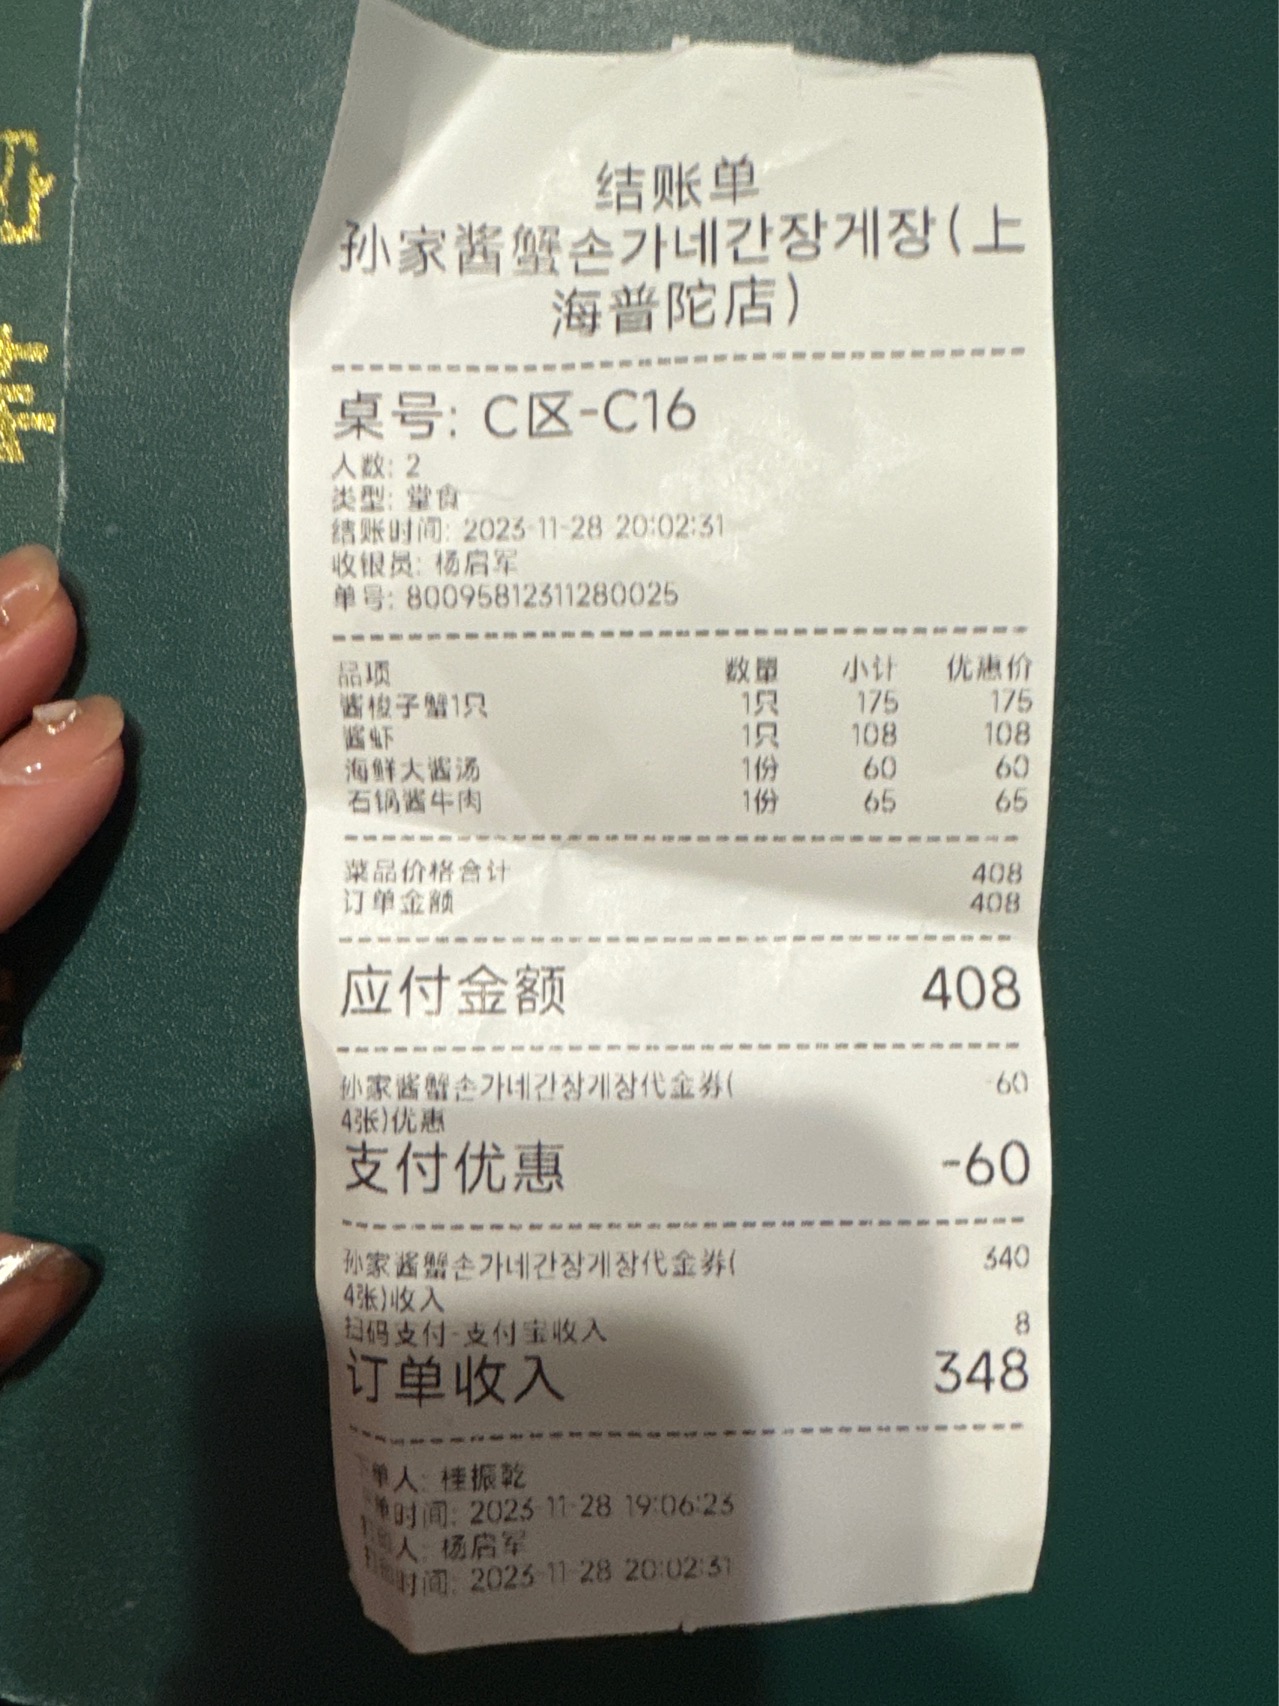 结账单
孙家酱蟹손가네간장게장(上
海普陀店)
桌号: C区-C16
人数: 2
类型: 堂食
结账时间: 2023-11-28 20:02:31
收银员: 杨启军
单号: 80095812311280025
品项 数量 小计 优惠价
酱梭子蟹1只 1只 175 175
酱虾 1只 108 108
海鲜大酱汤 1份 60 60
石锅酱牛肉 1份 65 65
菜品价格合计 408
订单金额 408
应付金额 408
孙家酱蟹손가네간장게장代金券( -60
4张)优惠
支付优惠 -60
孙家酱蟹손가네간장게장代金券( 340
4张)收入
扫码支付-支付宝收入 8
订单收入 348
下单人: 桂振乾
下单时间: 2023-11-28 19:06:23
打印人: 杨启军
打印时间: 2023-11-28 20:02:31